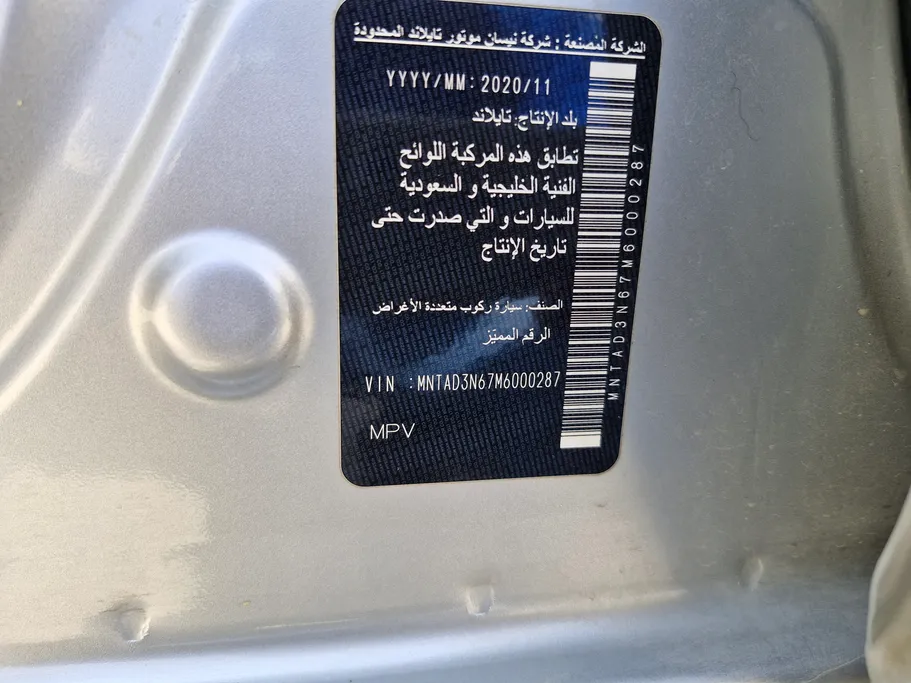 الشركة المصنعة : شركة نيسان موتور تايلاند المحدودة
YYYY/MM: 2020/11
بلد الإنتاج: تايلاند
تطابق هذه المركبة اللوائح
الفنية الخليجية و السعودية
للسيارات و التي صدرت حتى
تاريخ الإنتاج
الصنف: سيارة ركوب متعددة الأغراض
الرقم المميّز
VIN :MNTAD3N67M6000287
MPV
MNTAD3N67M6000287